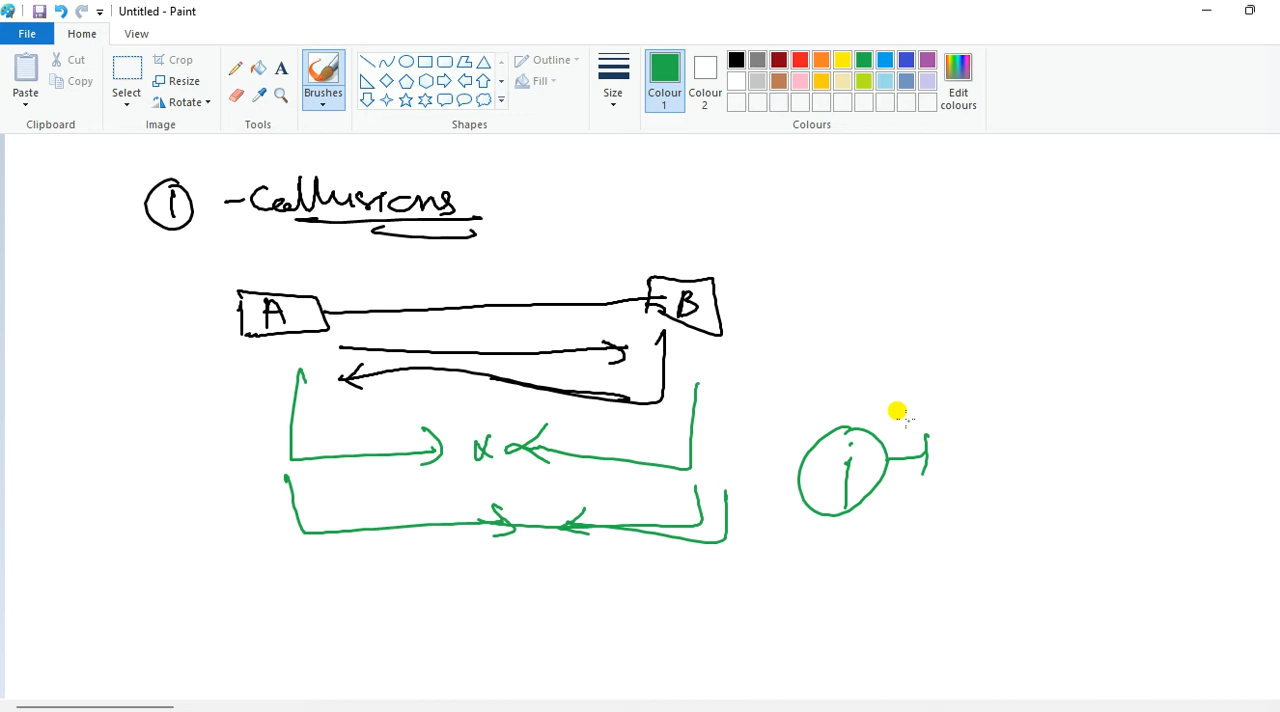 Untitled - Paint
File Home View
Cut
Copy
Paste
Clipboard
Select
Crop
Resize
Rotate
Image
A
Tools
Brushes
Outline
Fill
Shapes
Size
Colour 1
Colour 2
Edit colours
Colours
1 - Collusions
A B
x
i